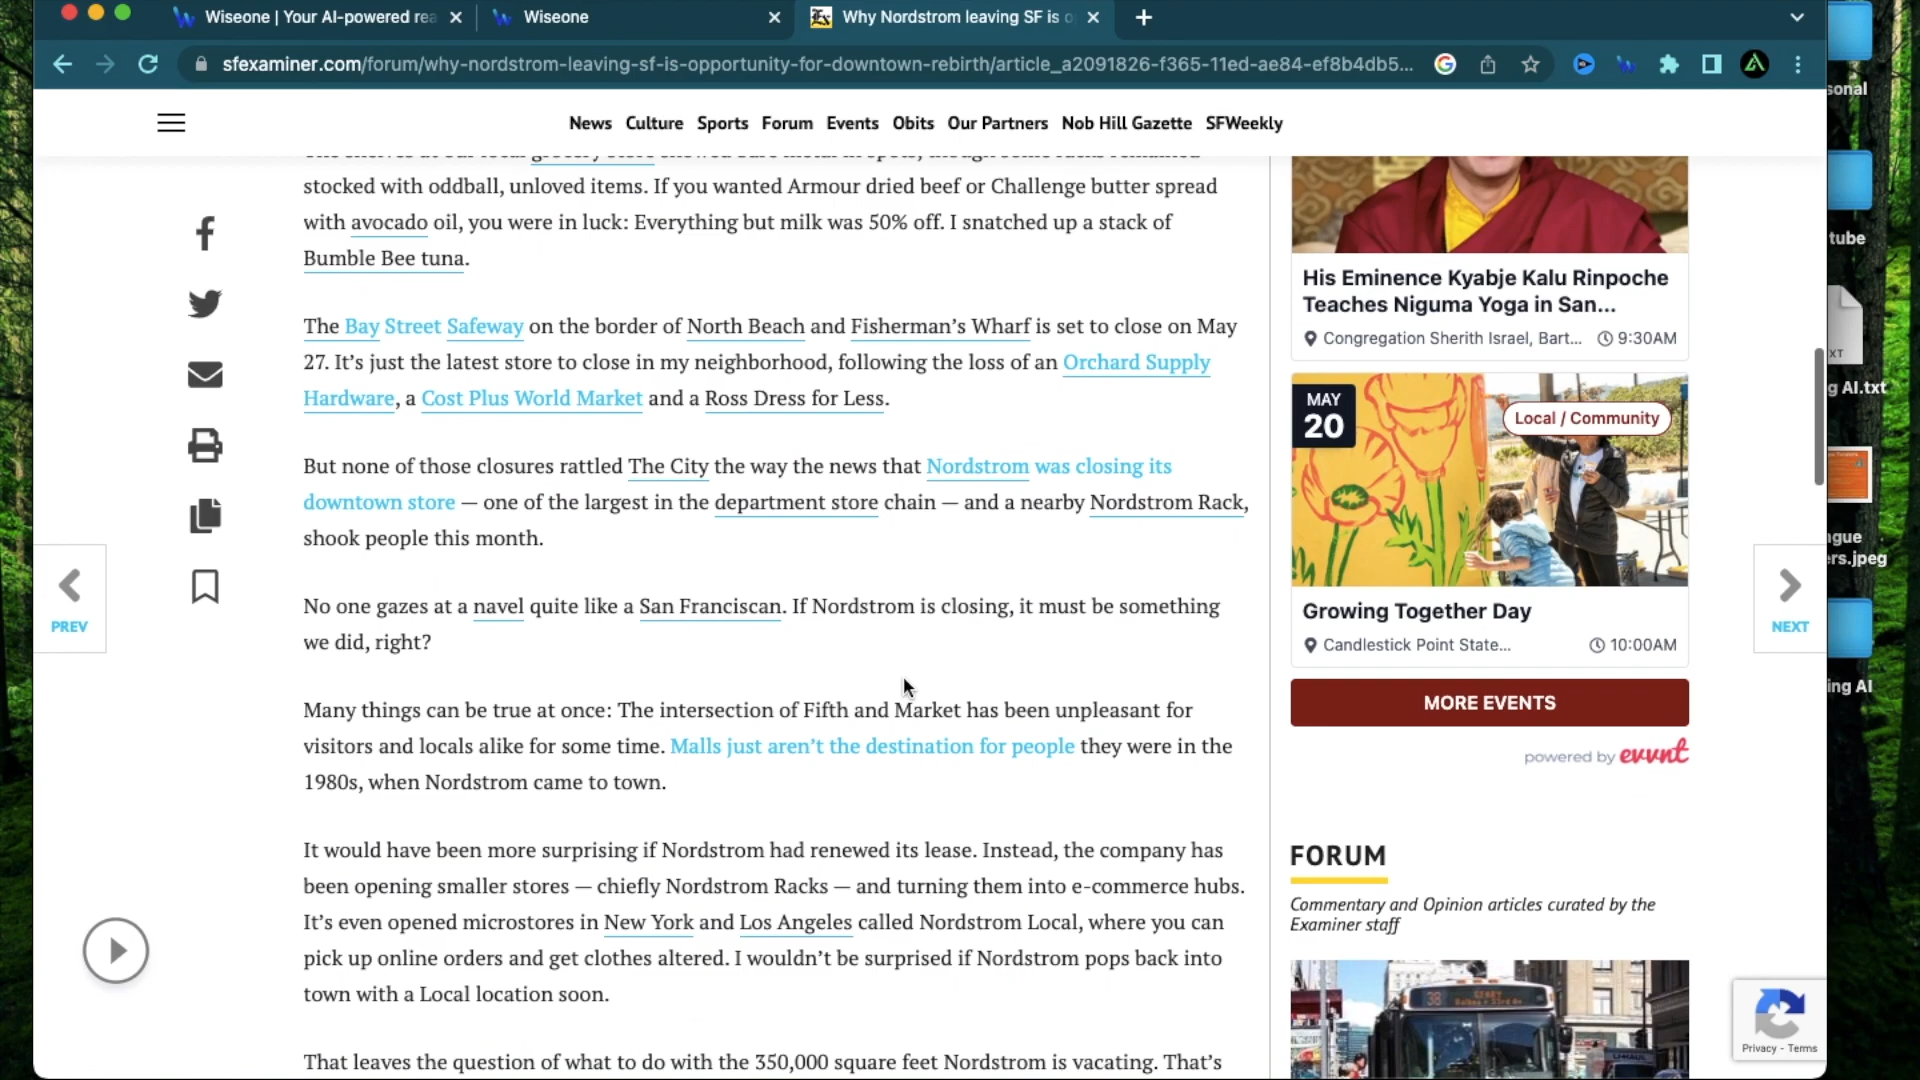 Wiseone | Your AI-powered rea
Wiseone
Why Nordstrom leaving SF is o
sfexaminer.com/forum/why-nordstrom-leaving-sf-is-opportunity-for-downtown-rebirth/article_a2091826-f365-11ed-ae84-ef8b4db5...
News Culture Sports Forum Events Obits Our Partners Nob Hill Gazette SFWeekly
stocked with oddball, unloved items. If you wanted Armour dried beef or Challenge butter spread
with avocado oil, you were in luck: Everything but milk was 50% off. I snatched up a stack of
Bumble Bee tuna.
The Bay Street Safeway on the border of North Beach and Fisherman's Wharf is set to close on May
27. It's just the latest store to close in my neighborhood, following the loss of an Orchard Supply
Hardware, a Cost Plus World Market and a Ross Dress for Less.
But none of those closures rattled The City the way the news that Nordstrom was closing its
downtown store — one of the largest in the department store chain — and a nearby Nordstrom Rack,
shook people this month.
No one gazes at a navel quite like a San Franciscan. If Nordstrom is closing, it must be something
we did, right?
Many things can be true at once: The intersection of Fifth and Market has been unpleasant for
visitors and locals alike for some time. Malls just aren't the destination for people they were in the
1980s, when Nordstrom came to town.
It would have been more surprising if Nordstrom had renewed its lease. Instead, the company has
been opening smaller stores — chiefly Nordstrom Racks — and turning them into e-commerce hubs.
It's even opened microstores in New York and Los Angeles called Nordstrom Local, where you can
pick up online orders and get clothes altered. I wouldn't be surprised if Nordstrom pops back into
town with a Local location soon.
That leaves the question of what to do with the 350,000 square feet Nordstrom is vacating. That's
PREV
NEXT
His Eminence Kyabje Kalu Rinpoche
Teaches Niguma Yoga in San...
Congregation Sherith Israel, Bart... 9:30AM
MAY
20
Local / Community
Growing Together Day
Candlestick Point State... 10:00AM
MORE EVENTS
powered by evvnt
FORUM
Commentary and Opinion articles curated by the
Examiner staff
38
Privacy - Terms
sonal
tube
XT
g AI.txt
ngue
ers.jpeg
ing AI